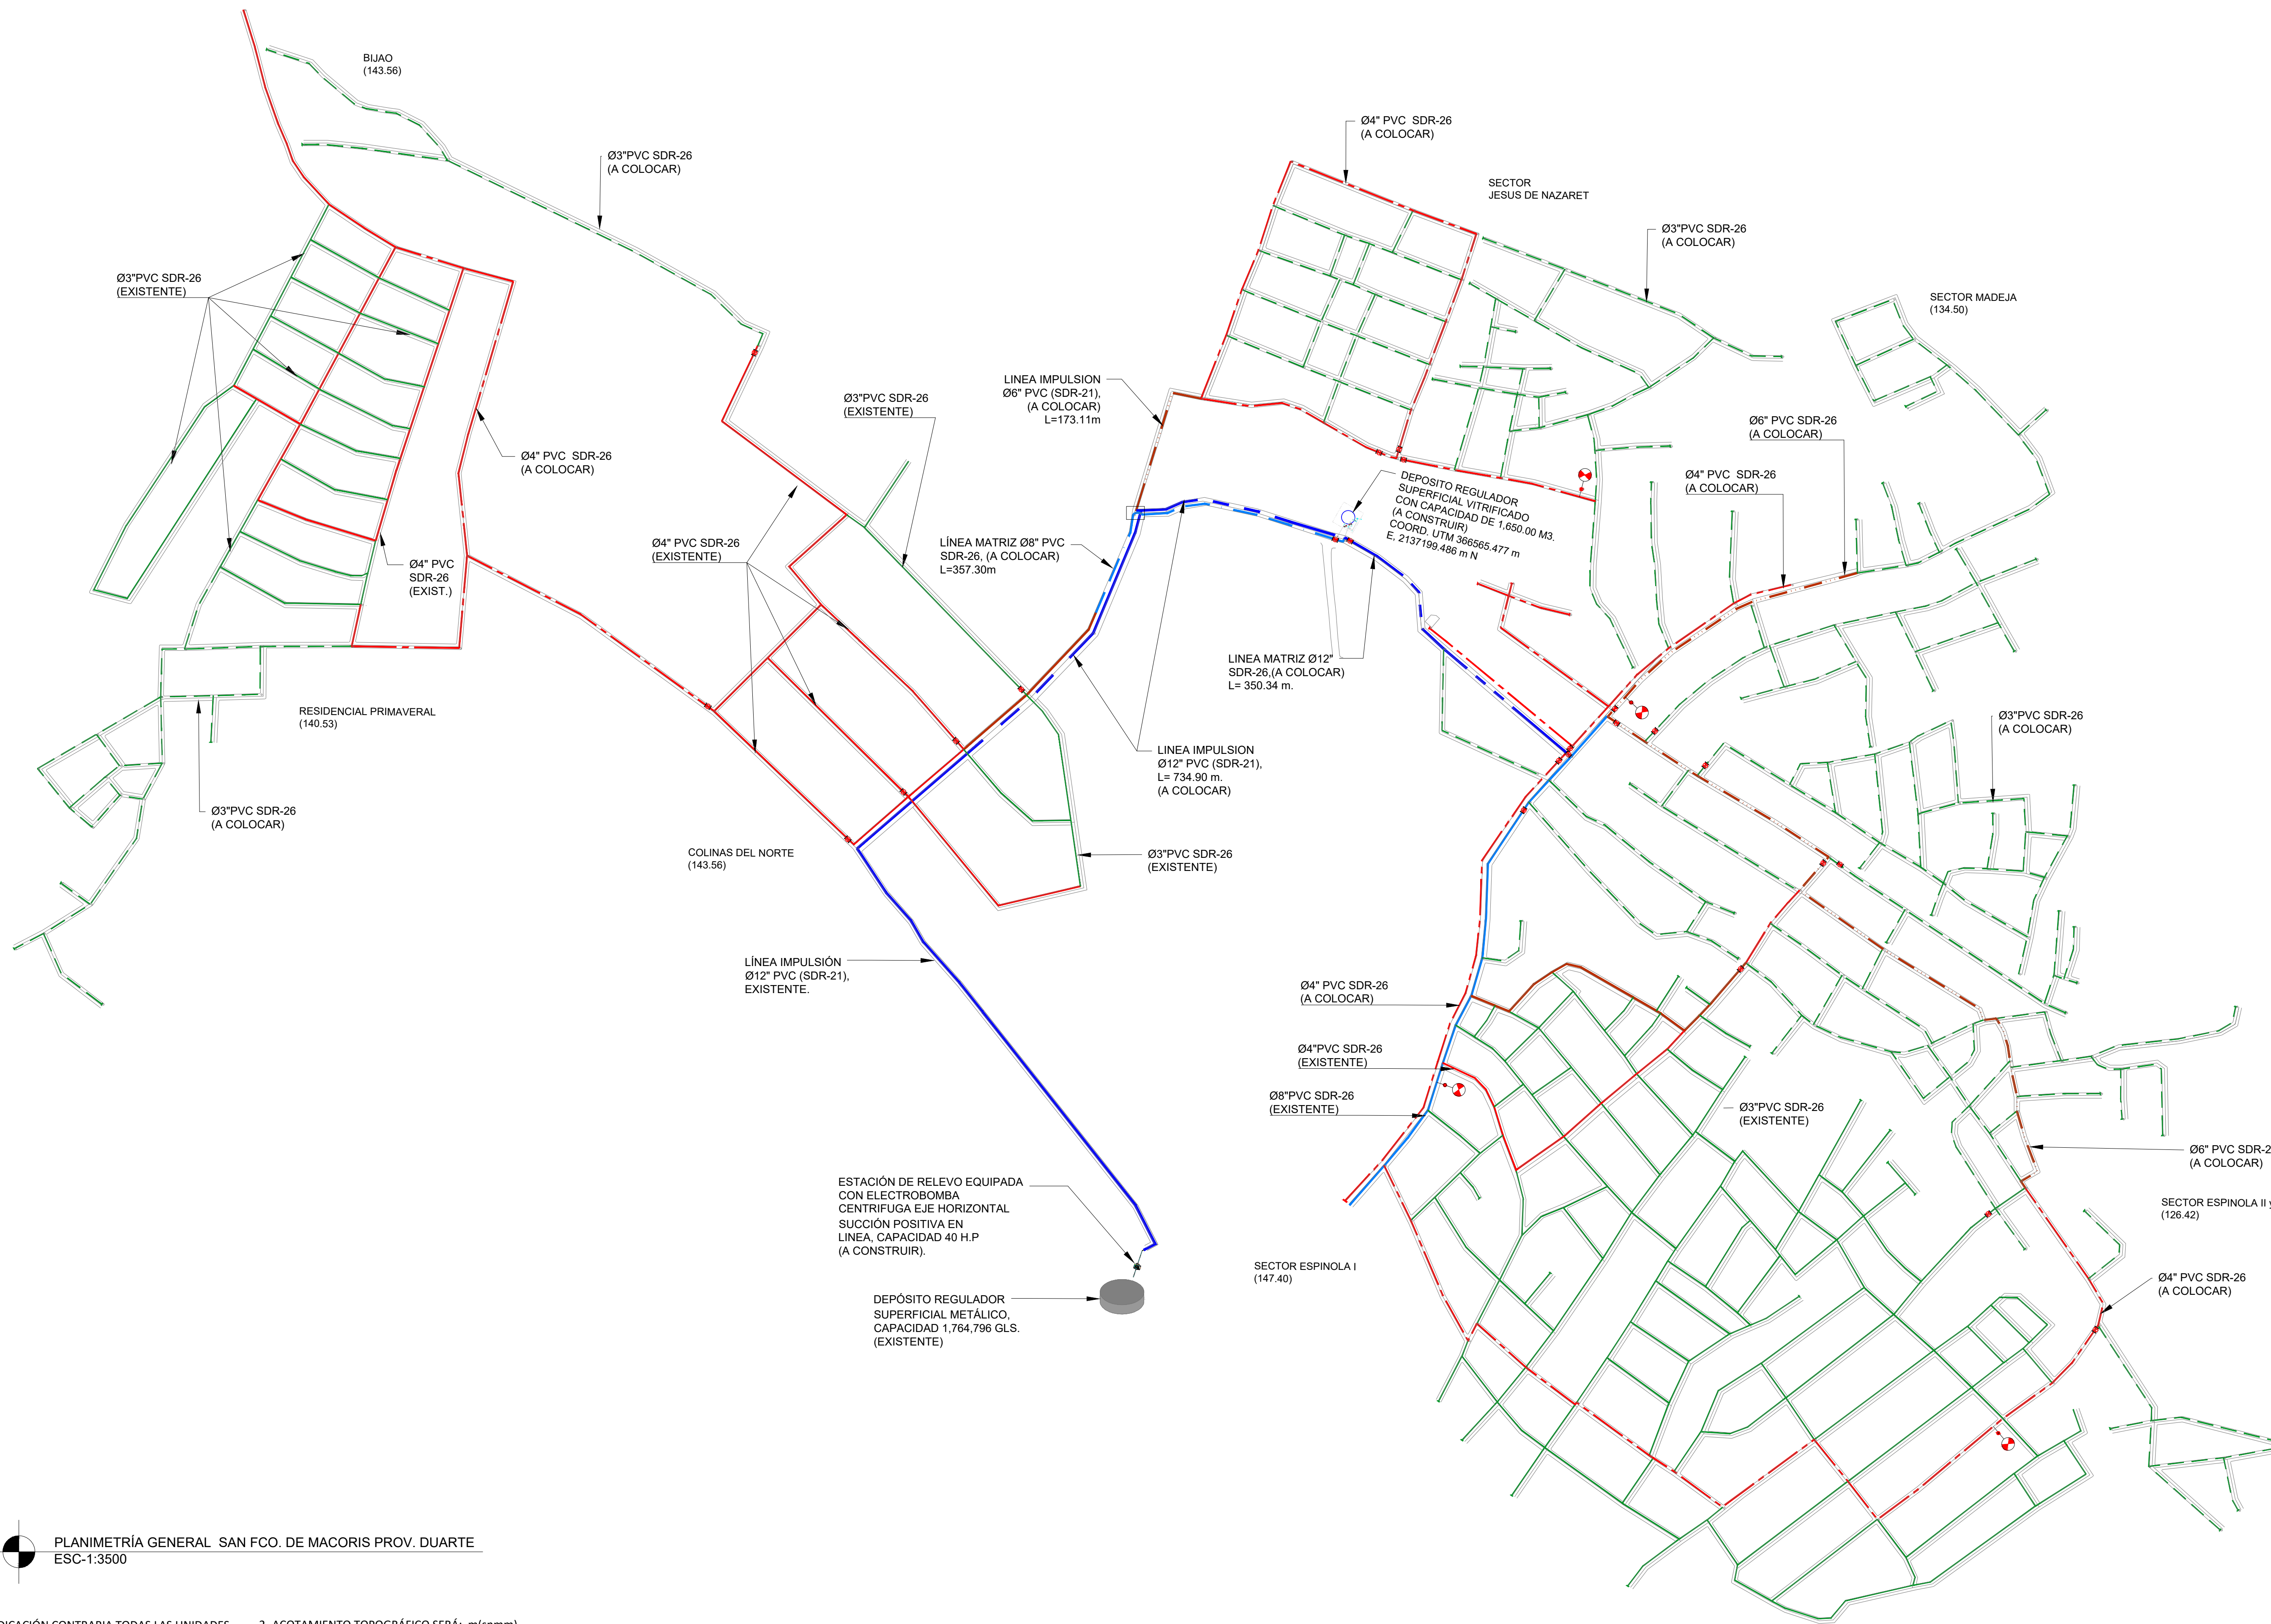 BIJAO
(143.56)
Ø3"PVC SDR-26
(A COLOCAR)
Ø4" PVC  SDR-26
(A COLOCAR)
SECTOR
JESUS DE NAZARET
Ø3"PVC SDR-26
(A COLOCAR)
Ø3"PVC SDR-26
(EXISTENTE)
SECTOR MADEJA
(134.50)
LINEA IMPULSION
Ø6" PVC (SDR-21),
(A COLOCAR)
L=173.11m
Ø3"PVC SDR-26
(EXISTENTE)
Ø6" PVC SDR-26
(A COLOCAR)
Ø4" PVC  SDR-26
(A COLOCAR)
Ø4" PVC  SDR-26
(A COLOCAR)
DEPOSITO REGULADOR
SUPERFICIAL VITRIFICADO
CON CAPACIDAD DE 1,650.00 M3.
(A CONSTRUIR)
COORD. UTM 366565.477 m
E, 2137199.486 m N
Ø4" PVC SDR-26
(EXISTENTE)
LÍNEA MATRIZ Ø8" PVC
SDR-26, (A COLOCAR)
L=357.30m
Ø4" PVC
SDR-26
(EXIST.)
LINEA MATRIZ Ø12"
SDR-26,(A COLOCAR)
L= 350.34 m.
RESIDENCIAL PRIMAVERAL
(140.53)
Ø3"PVC SDR-26
(A COLOCAR)
LINEA IMPULSION
Ø12" PVC (SDR-21),
L= 734.90 m.
(A COLOCAR)
Ø3"PVC SDR-26
(A COLOCAR)
COLINAS DEL NORTE
(143.56)
Ø3"PVC SDR-26
(EXISTENTE)
LÍNEA IMPULSIÓN
Ø12" PVC (SDR-21),
EXISTENTE.
Ø4" PVC SDR-26
(A COLOCAR)
Ø4"PVC SDR-26
(EXISTENTE)
Ø8"PVC SDR-26
(EXISTENTE)
Ø3"PVC SDR-26
(EXISTENTE)
Ø6" PVC SDR-2
(A COLOCAR)
ESTACIÓN DE RELEVO EQUIPADA
CON ELECTROBOMBA
CENTRIFUGA EJE HORIZONTAL
SUCCIÓN POSITIVA EN
LINEA, CAPACIDAD 40 H.P
(A CONSTRUIR).
SECTOR ESPINOLA II y
(126.42)
SECTOR ESPINOLA I
(147.40)
Ø4" PVC SDR-26
(A COLOCAR)
DEPÓSITO REGULADOR
SUPERFICIAL METÁLICO,
CAPACIDAD 1,764,796 GLS.
(EXISTENTE)
PLANIMETRÍA GENERAL  SAN FCO. DE MACORIS PROV. DUARTE
ESC-1:3500